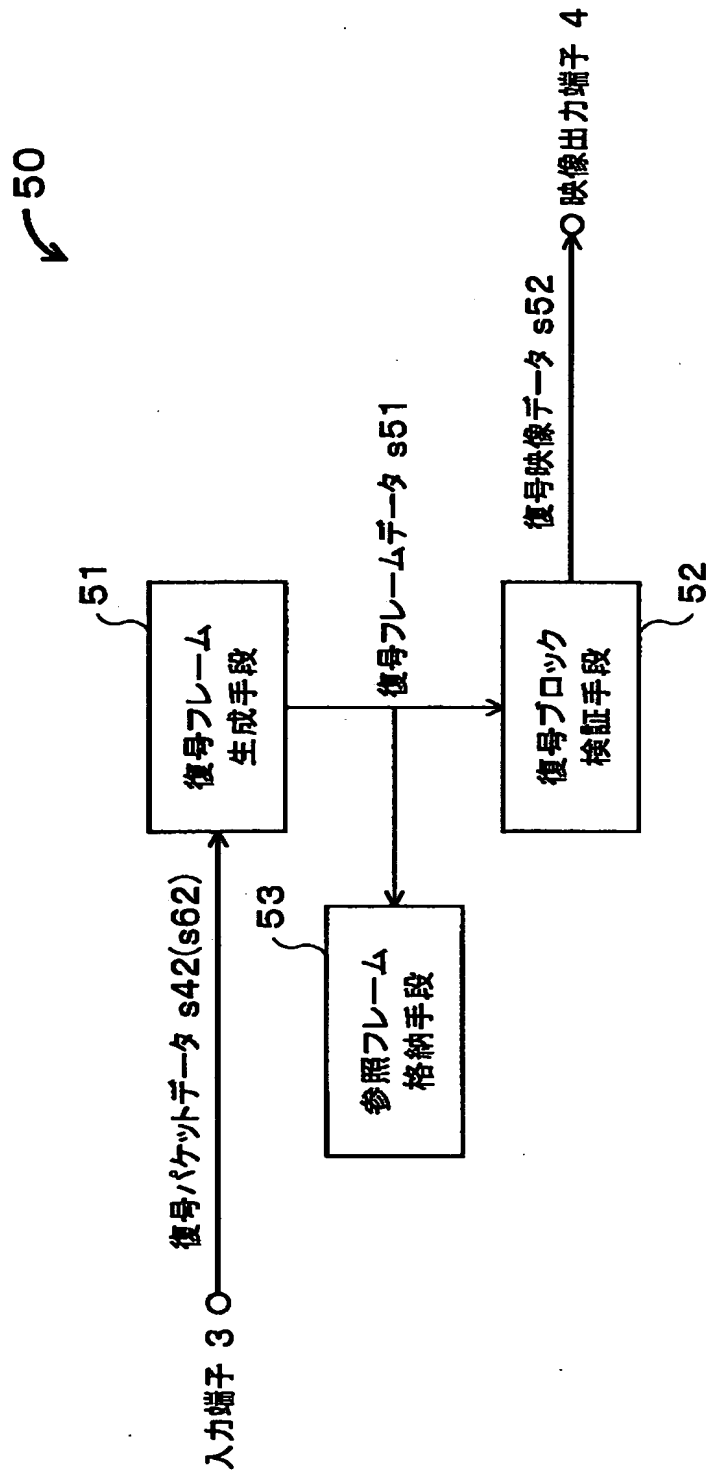 50
入力端子 3
復号パケットデータ s42(s62)
51
復号フレーム
生成手段
53
参照フレーム
格納手段
復号フレームデータ s51
復号ブロック
検証手段
52
復号映像データ s52
映像出力端子 4